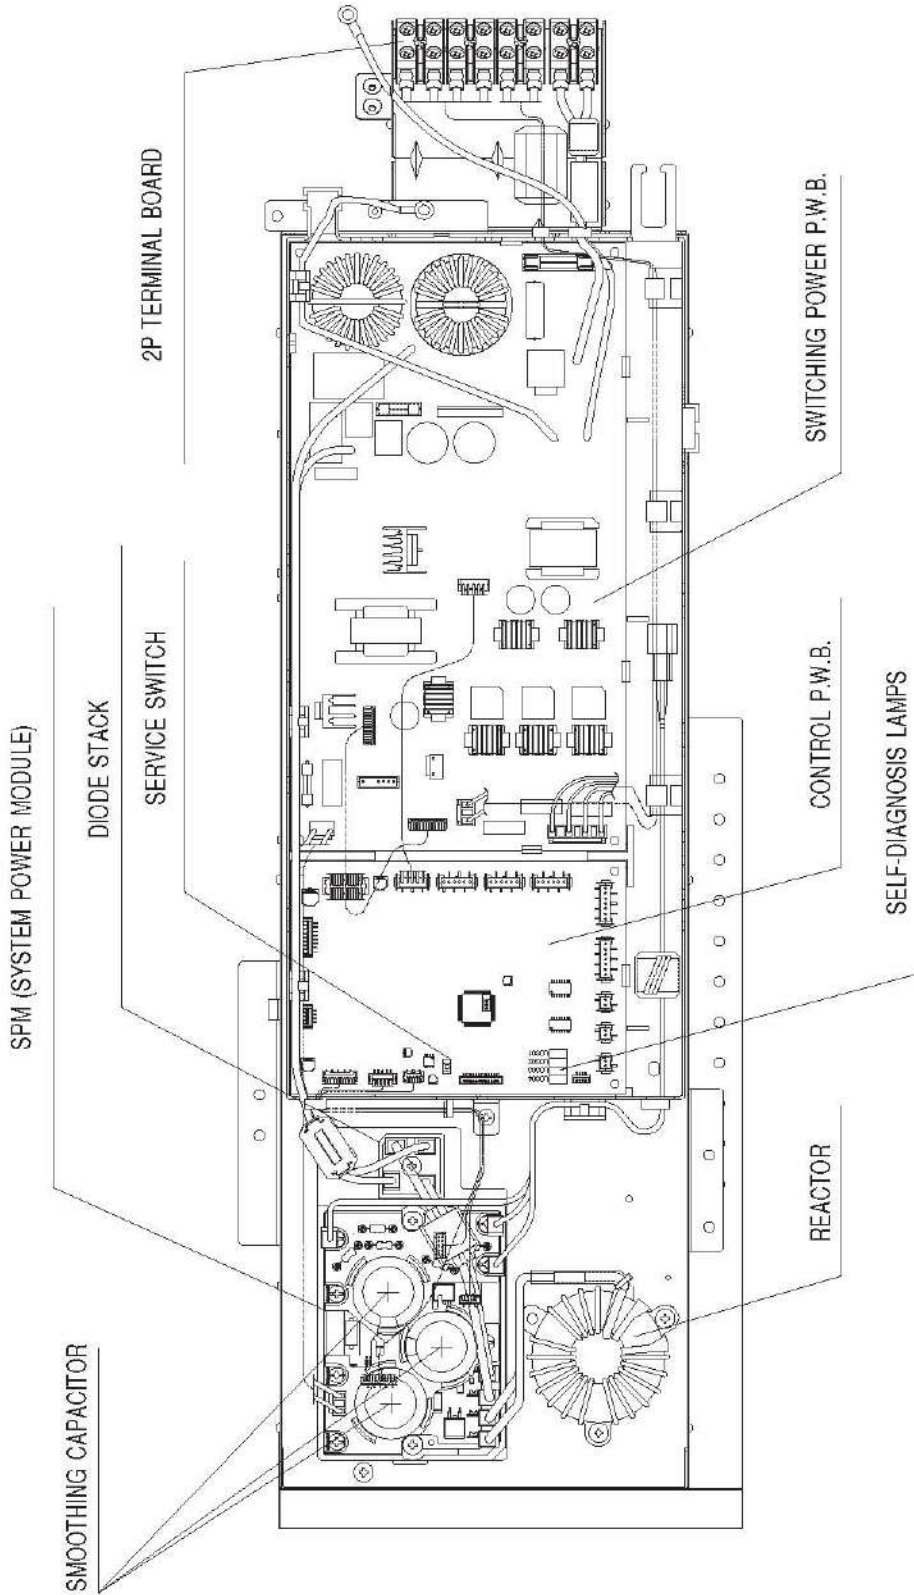 SMOOTHING CAPACITOR
SPM (SYSTEM POWER MODULE)
DIODE STACK
SERVICE SWITCH
2P TERMINAL BOARD
REACTOR
SELF-DIAGNOSIS LAMPS
CONTROL P.W.B.
SWITCHING POWER P.W.B.